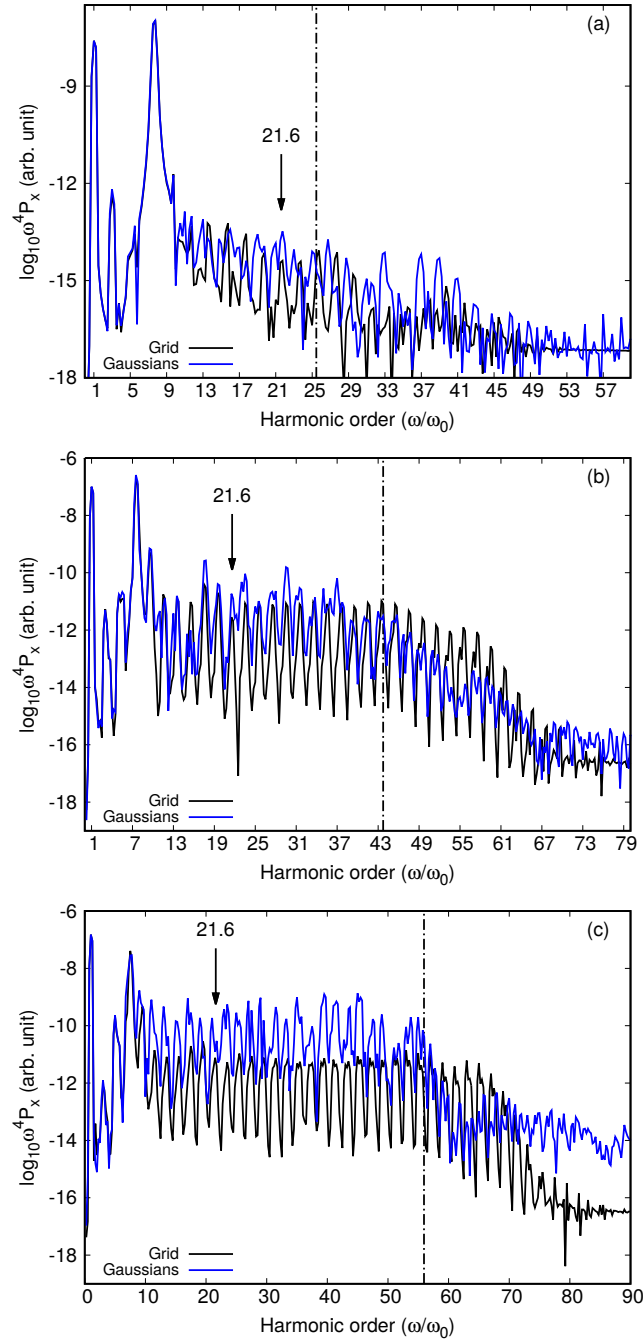 (a)
-9
-12
-15
-18
log10ω⁴Pₓ (arb. unit)
21.6
Grid
Gaussians
1 5 9 13 17 21 25 29 33 37 41 45 49 53 57
Harmonic order (ω/ω₀)
(b)
-6
-8
-10
-12
-14
-16
-18
log10ω⁴Pₓ (arb. unit)
21.6
Grid
Gaussians
1 7 13 19 25 31 37 43 49 55 61 67 73 79
Harmonic order (ω/ω₀)
(c)
-6
-8
-10
-12
-14
-16
-18
log10ω⁴Pₓ (arb. unit)
21.6
Grid
Gaussians
0 10 20 30 40 50 60 70 80 90
Harmonic order (ω/ω₀)